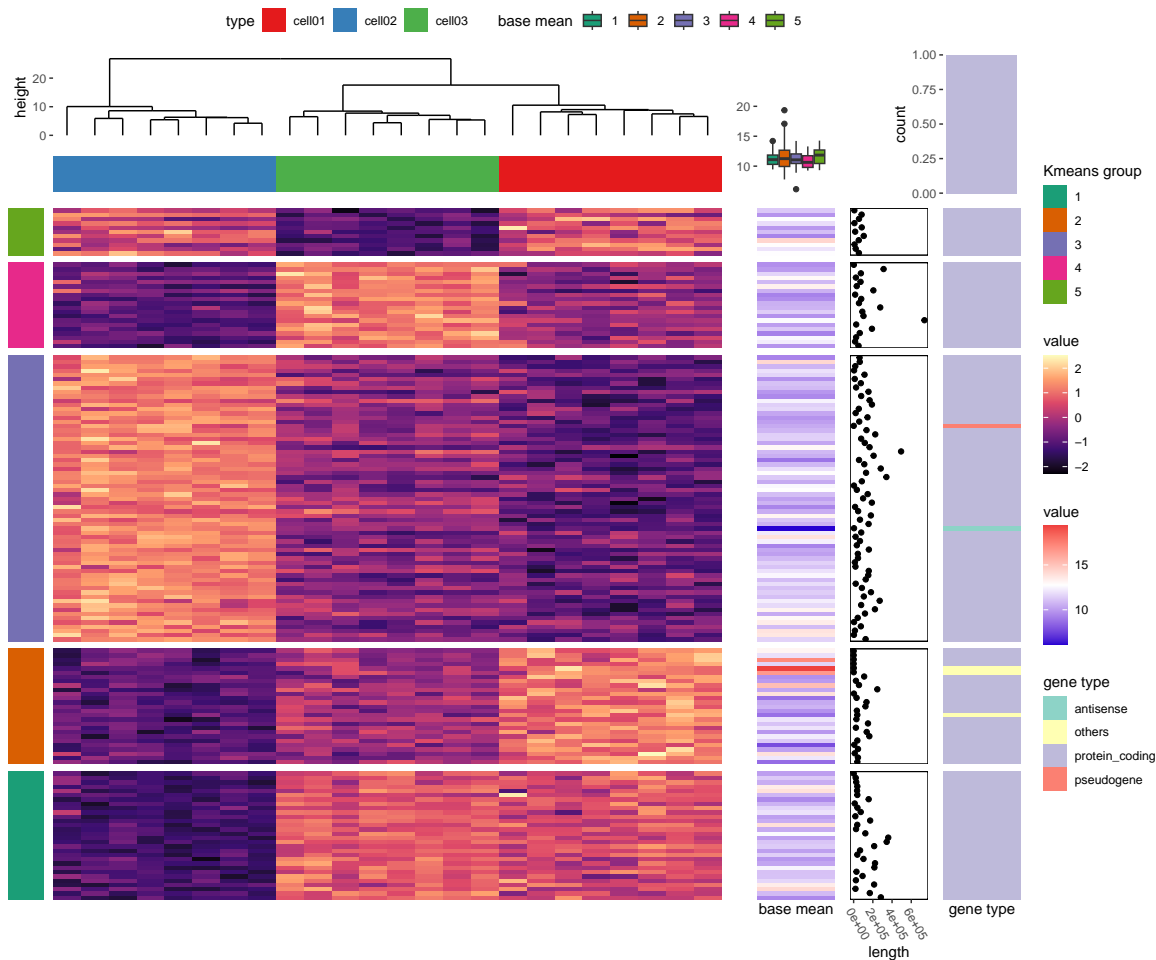 type cell01 cell02 cell03 base mean 1 2 3 4 5
height
20
10
0
20
15
10
count
1.00
0.75
0.50
0.25
0.00
Kmeans group
1
2
3
4
5
value
2
1
0
−1
−2
value
15
10
gene type
antisense
others
protein_coding
pseudogene
base mean
0e+00
2e+05
4e+05
6e+05
length
gene type